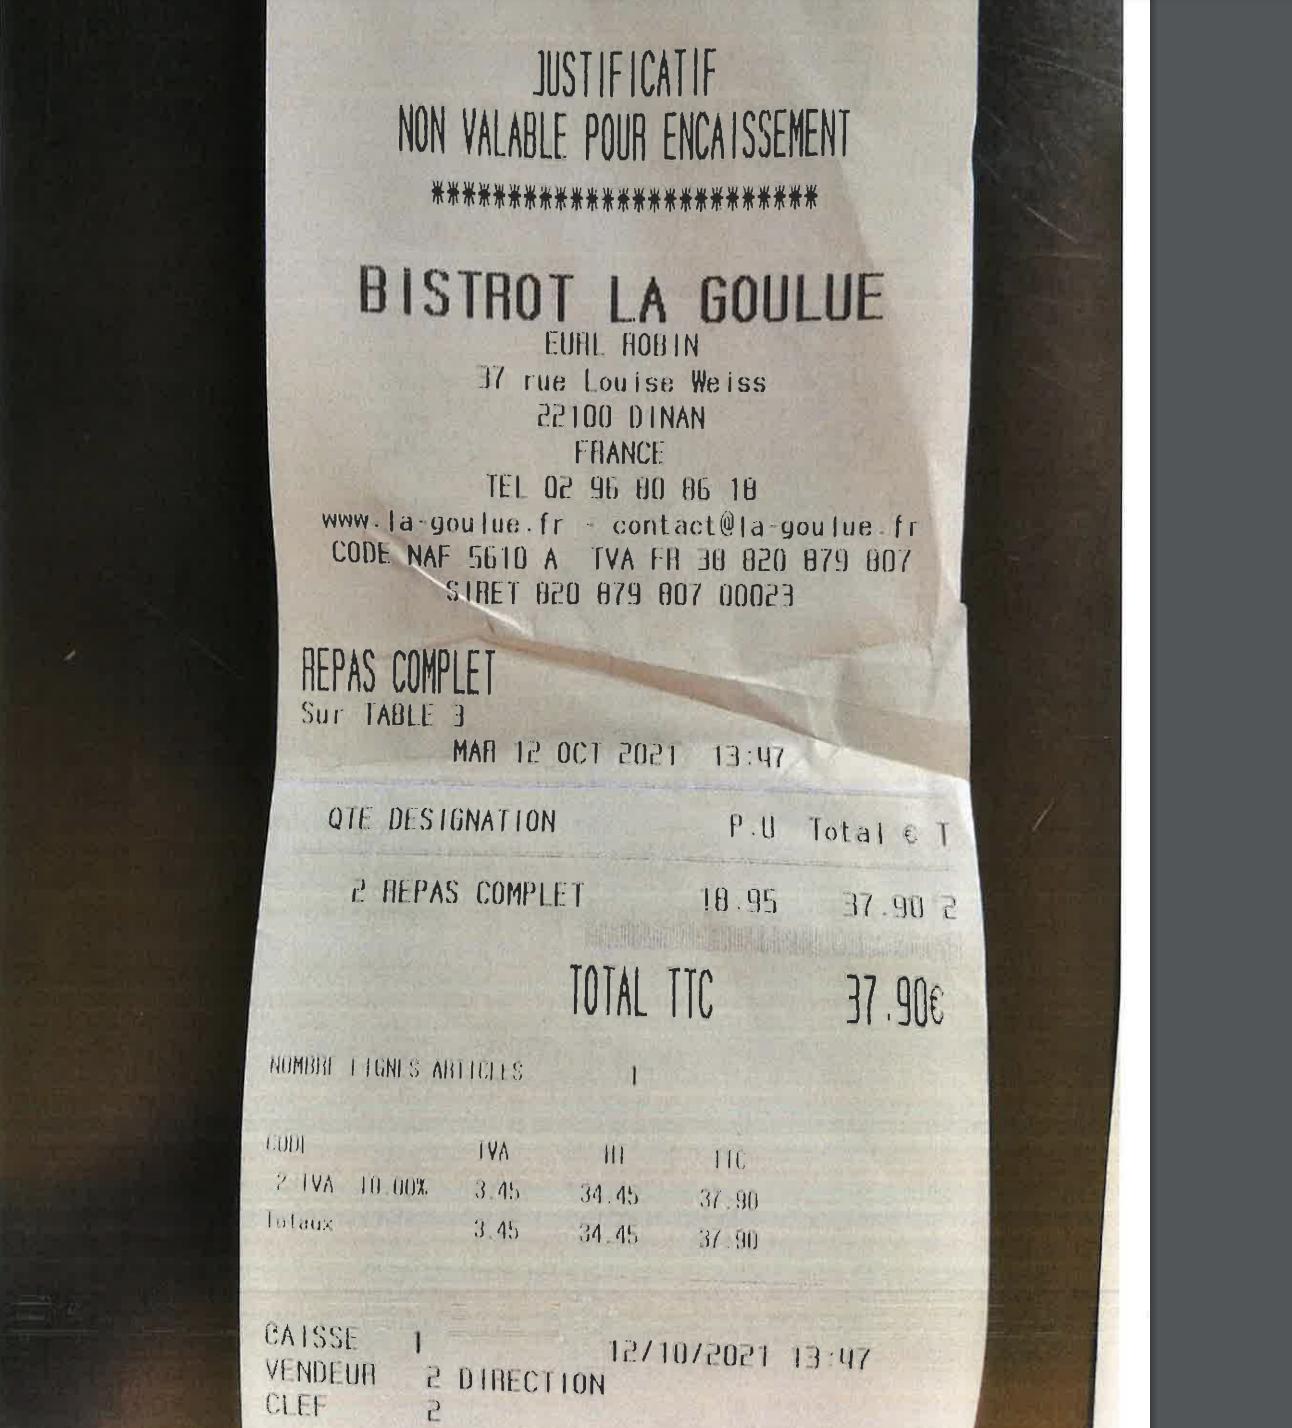 JUSTIFICATIF
NON VALABLE POUR ENCAISSEMENT
*************************
BISTROT LA GOULUE
EURL ROBIN
37 rue Louise Weiss
22100 DINAN
FRANCE
TEL 02 96 80 86 18
www.la-goulue.fr - contact@la-goulue.fr
CODE NAF 5610 A TVA FR 38 820 879 807
SIRET 820 879 807 00023
REPAS COMPLET
Sur TABLE 3
MAR 12 OCT 2021 13:47
QTE DESIGNATION P.U Total € T
2 REPAS COMPLET 18.95 37.90 2
TOTAL TTC 37.90€
NOMBRE LIGNES ARTICLES 1
CODE TVA HT TTC
2 TVA 10.00% 3.45 34.45 37.90
Totaux 3.45 34.45 37.90
CAISSE 1 12/10/2021 13:47
VENDEUR 2 DIRECTION
CLEF 2